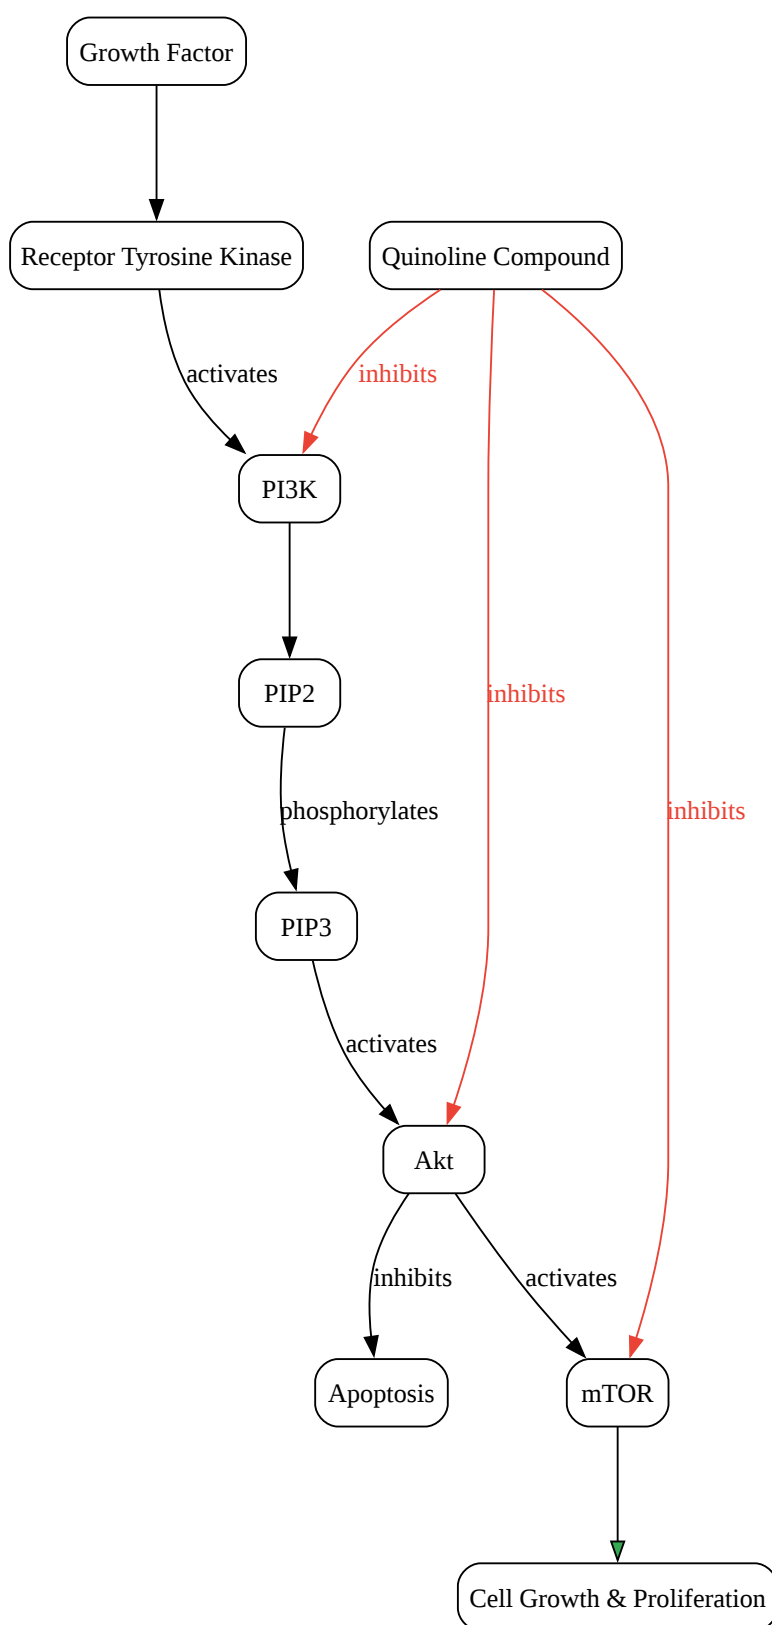 Growth Factor
Receptor Tyrosine Kinase
Quinoline Compound
activates
inhibits
PI3K
PIP2
inhibits
phosphorylates
inhibits
PIP3
activates
Akt
inhibits
activates
Apoptosis
mTOR
Cell Growth & Proliferation